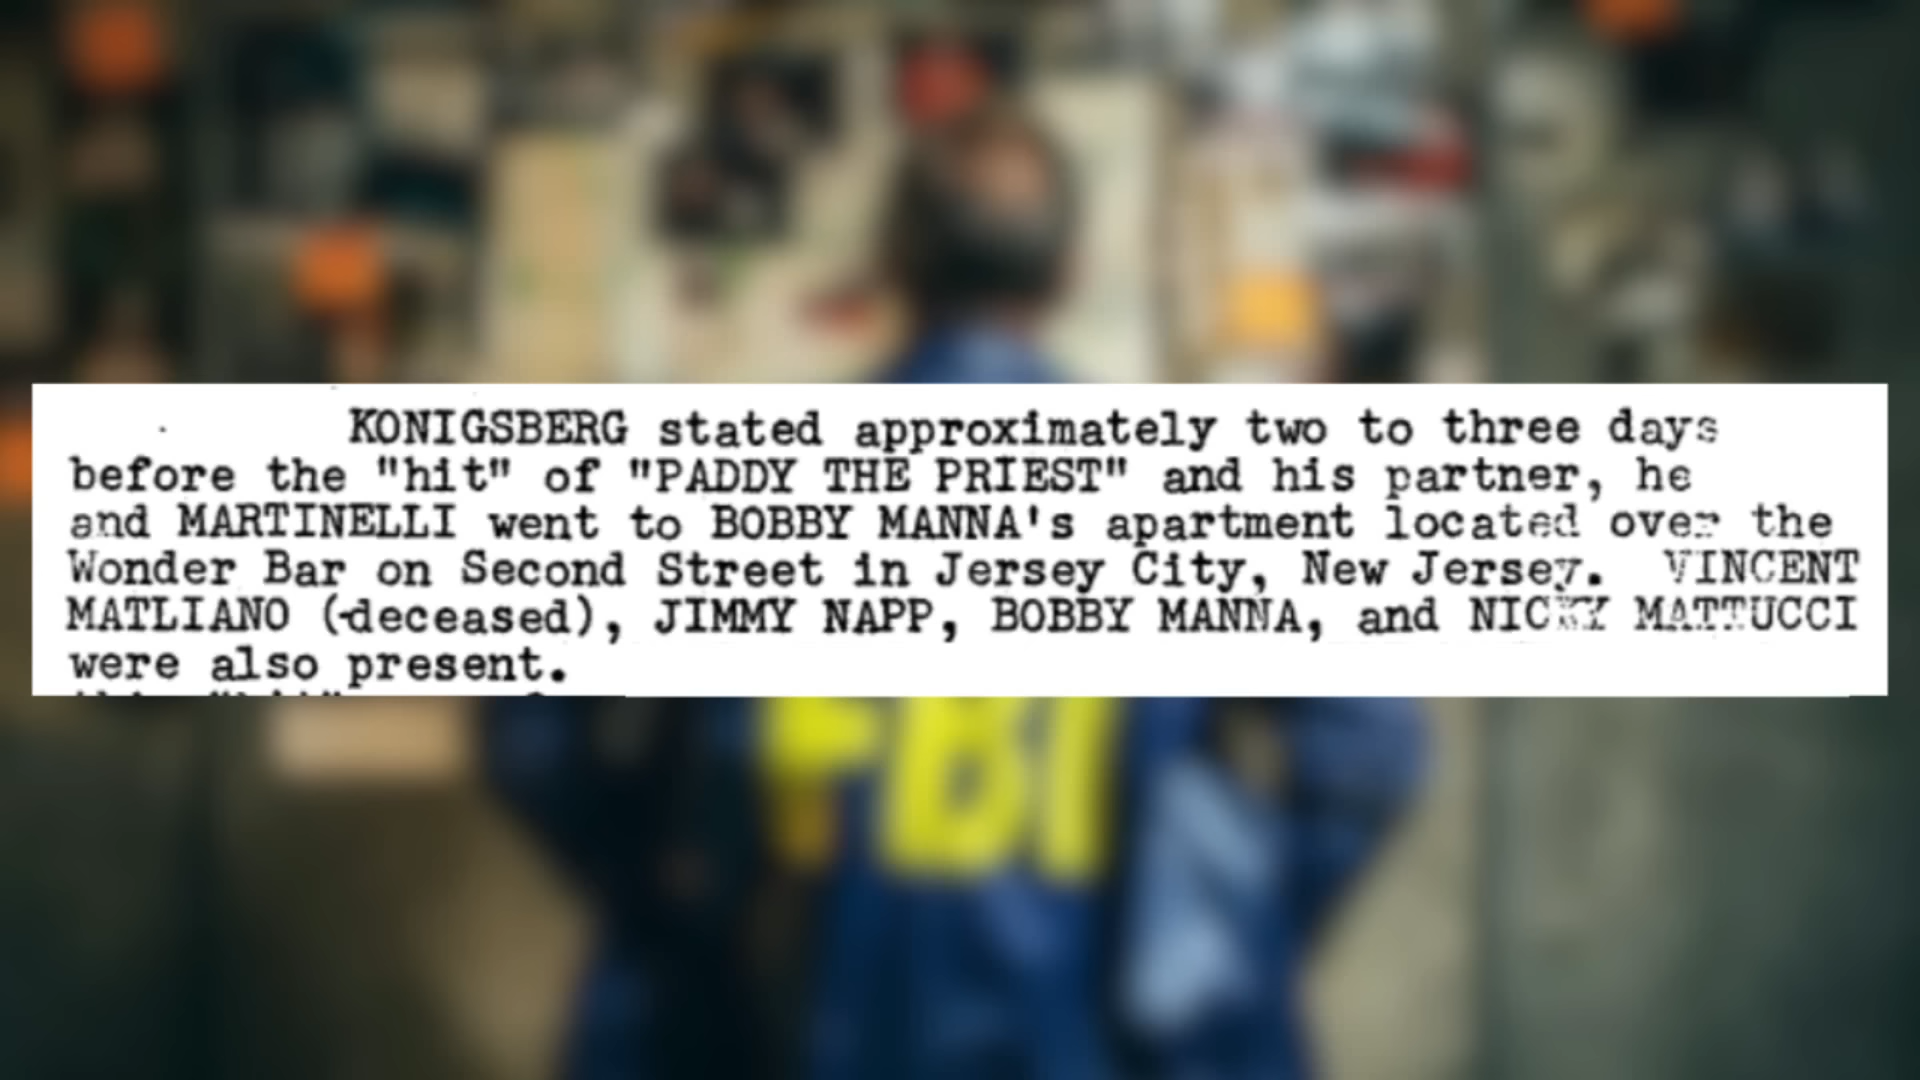 KONIGSBERG stated approximately two to three days
before the "hit" of "PADDY THE PRIEST" and his partner, he
and MARTINELLI went to BOBBY MANNA's apartment located over the
Wonder Bar on Second Street in Jersey City, New Jersey. VINCENT
MATLIANO (deceased), JIMMY NAPP, BOBBY MANNA, and NICKY MATTUCCI
were also present.
FBI